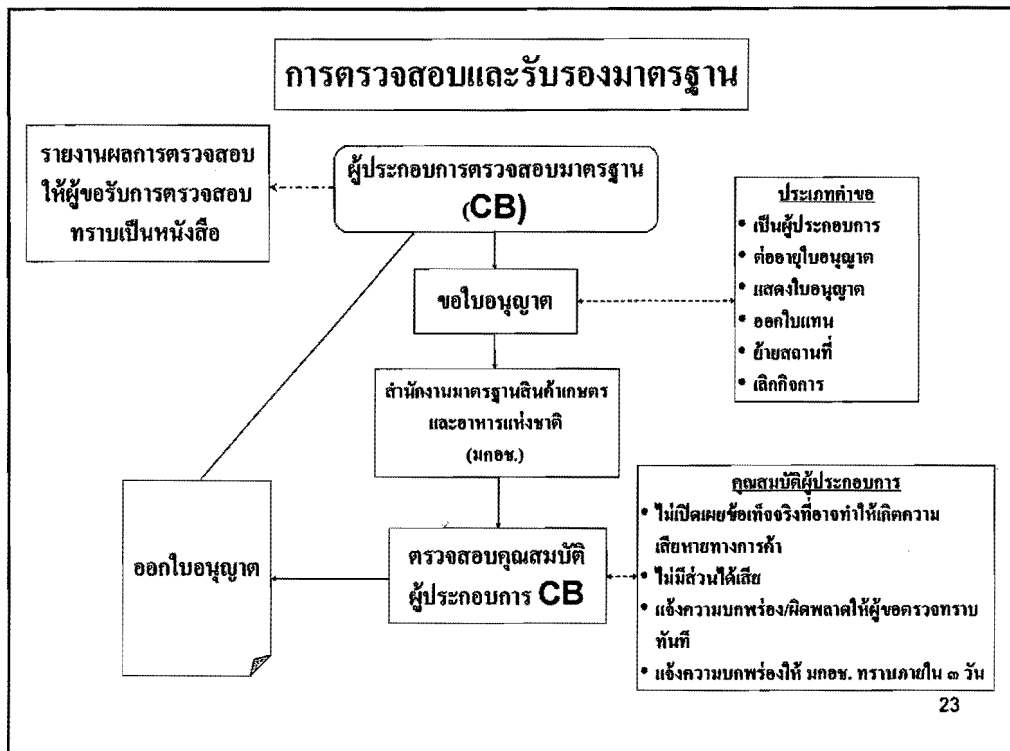 การตรวจสอบและรับรองมาตรฐาน
รายงานผลการตรวจสอบ
ให้ผู้ขอรับการตรวจสอบ
ทราบเป็นหนังสือ
ผู้ประกอบการตรวจสอบมาตรฐาน
(CB)
ประเภทคำขอ
• เป็นผู้ประกอบการ
• ต่ออายุใบอนุญาต
• แสดงใบอนุญาต
• ออกใบแทน
• ย้ายสถานที่
• เลิกกิจการ
ขอใบอนุญาต
สำนักงานมาตรฐานสินค้าเกษตร
และอาหารแห่งชาติ
(มกอช.)
คุณสมบัติผู้ประกอบการ
• ไม่เปิดเผยข้อเท็จจริงที่อาจทำให้เกิดความ
เสียหายทางการค้า
• ไม่มีส่วนได้เสีย
• แจ้งความบกพร่อง/ผิดพลาดให้ผู้ขอตรวจทราบ
ทันที
• แจ้งความบกพร่องให้ มกอช. ทราบภายใน ๓ วัน
ตรวจสอบคุณสมบัติ
ผู้ประกอบการ CB
ออกใบอนุญาต
23